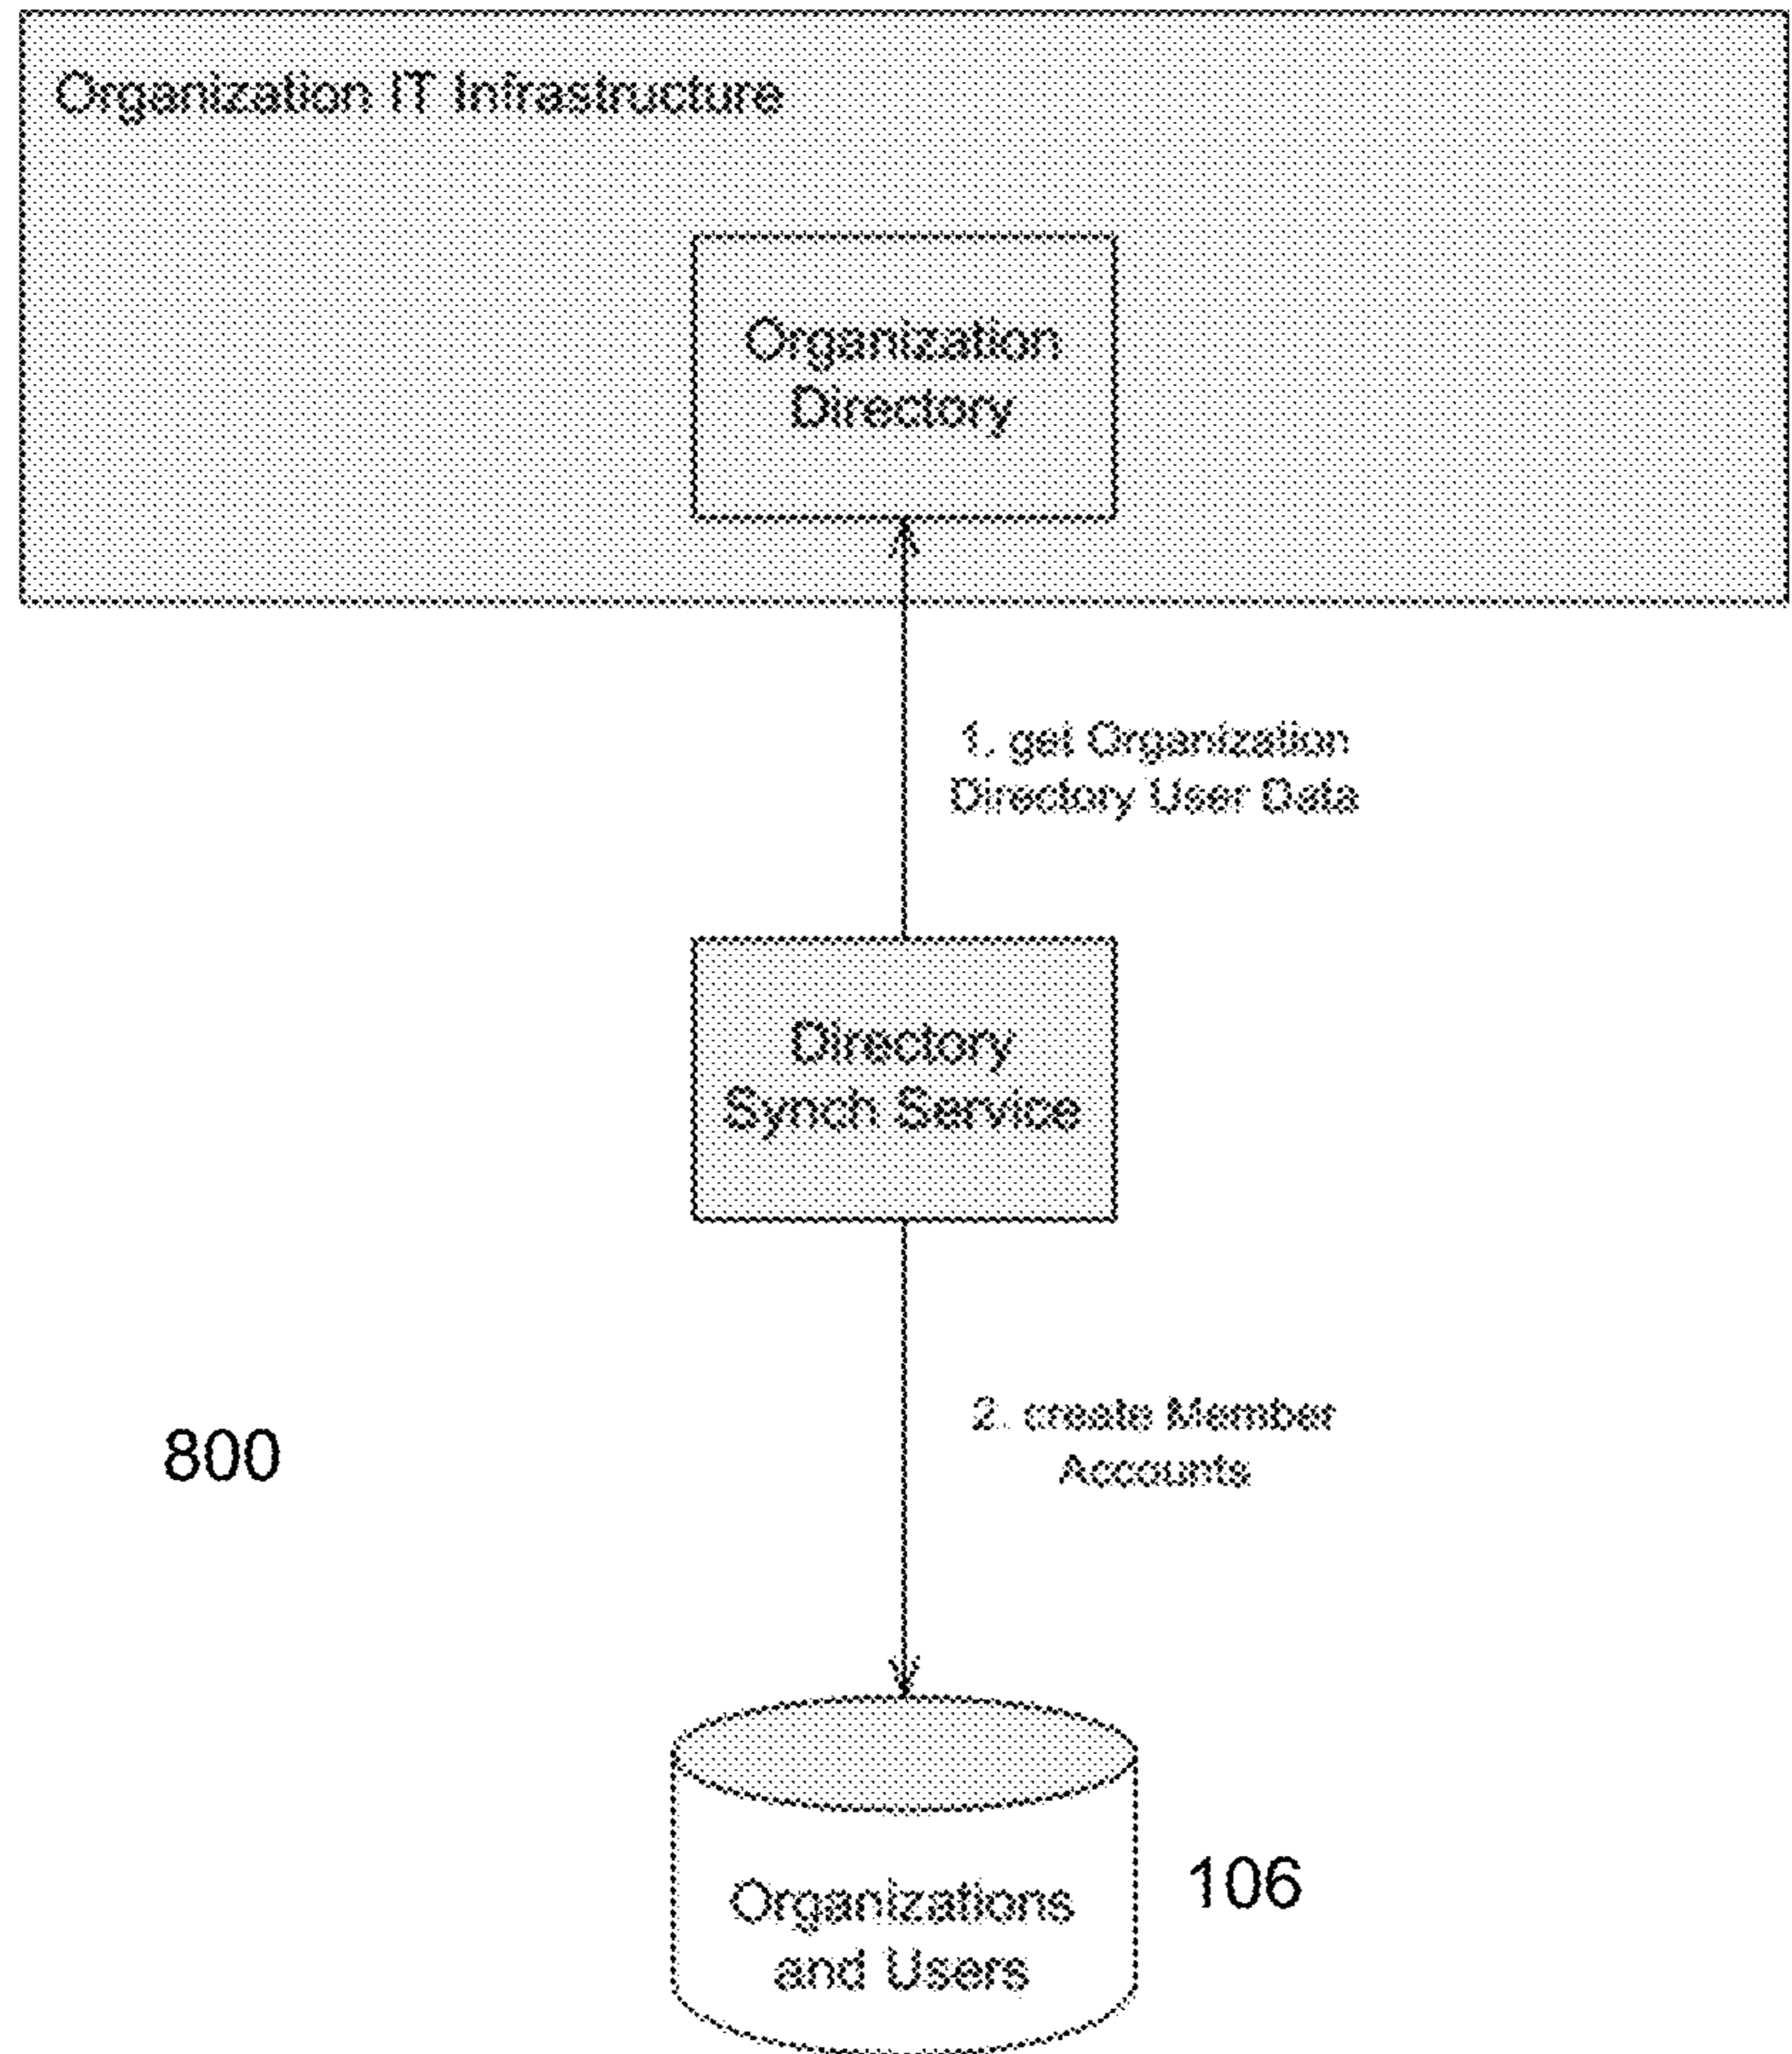 Organization IT Infrastructure
Organization
Directory
1. get Organization
Directory User Data
Directory
Synch Service
2. create Member
Accounts
800
Organizations
and Users
106